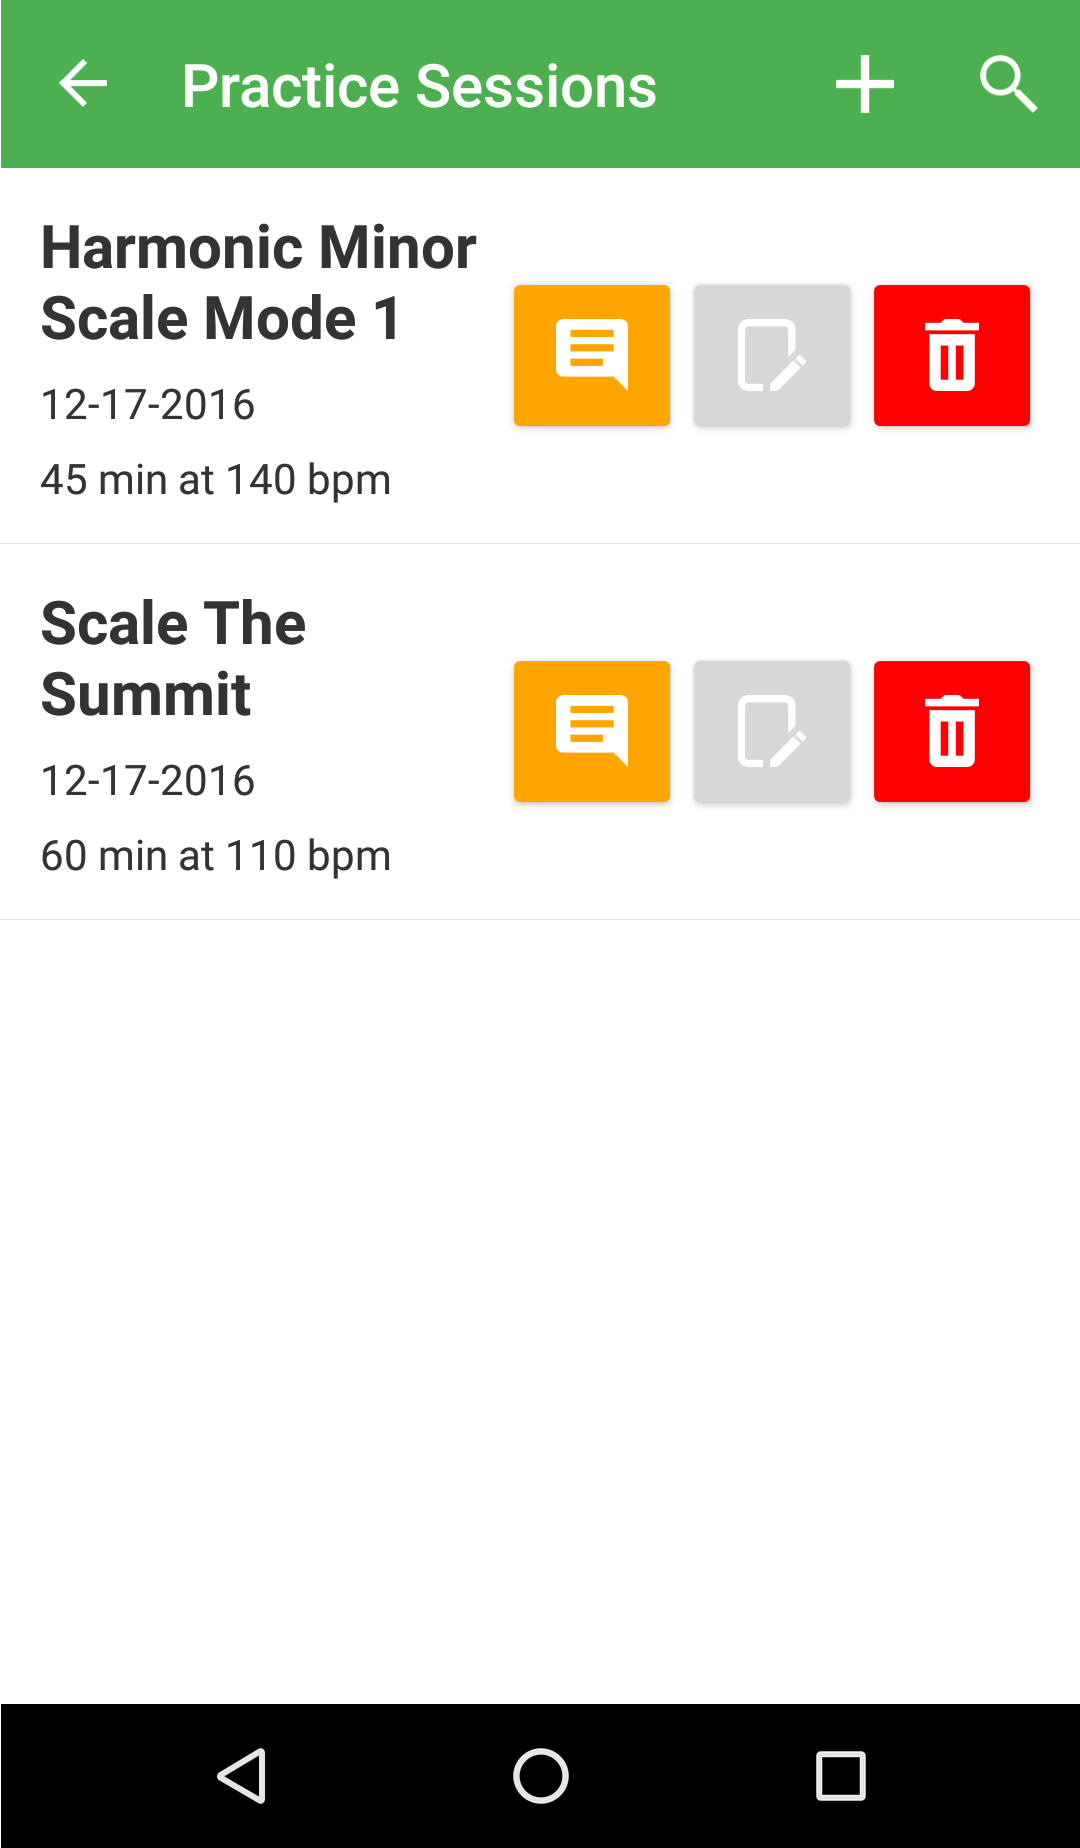 Practice Sessions
Harmonic Minor
Scale Mode 1
12-17-2016
45 min at 140 bpm
Scale The
Summit
12-17-2016
60 min at 110 bpm